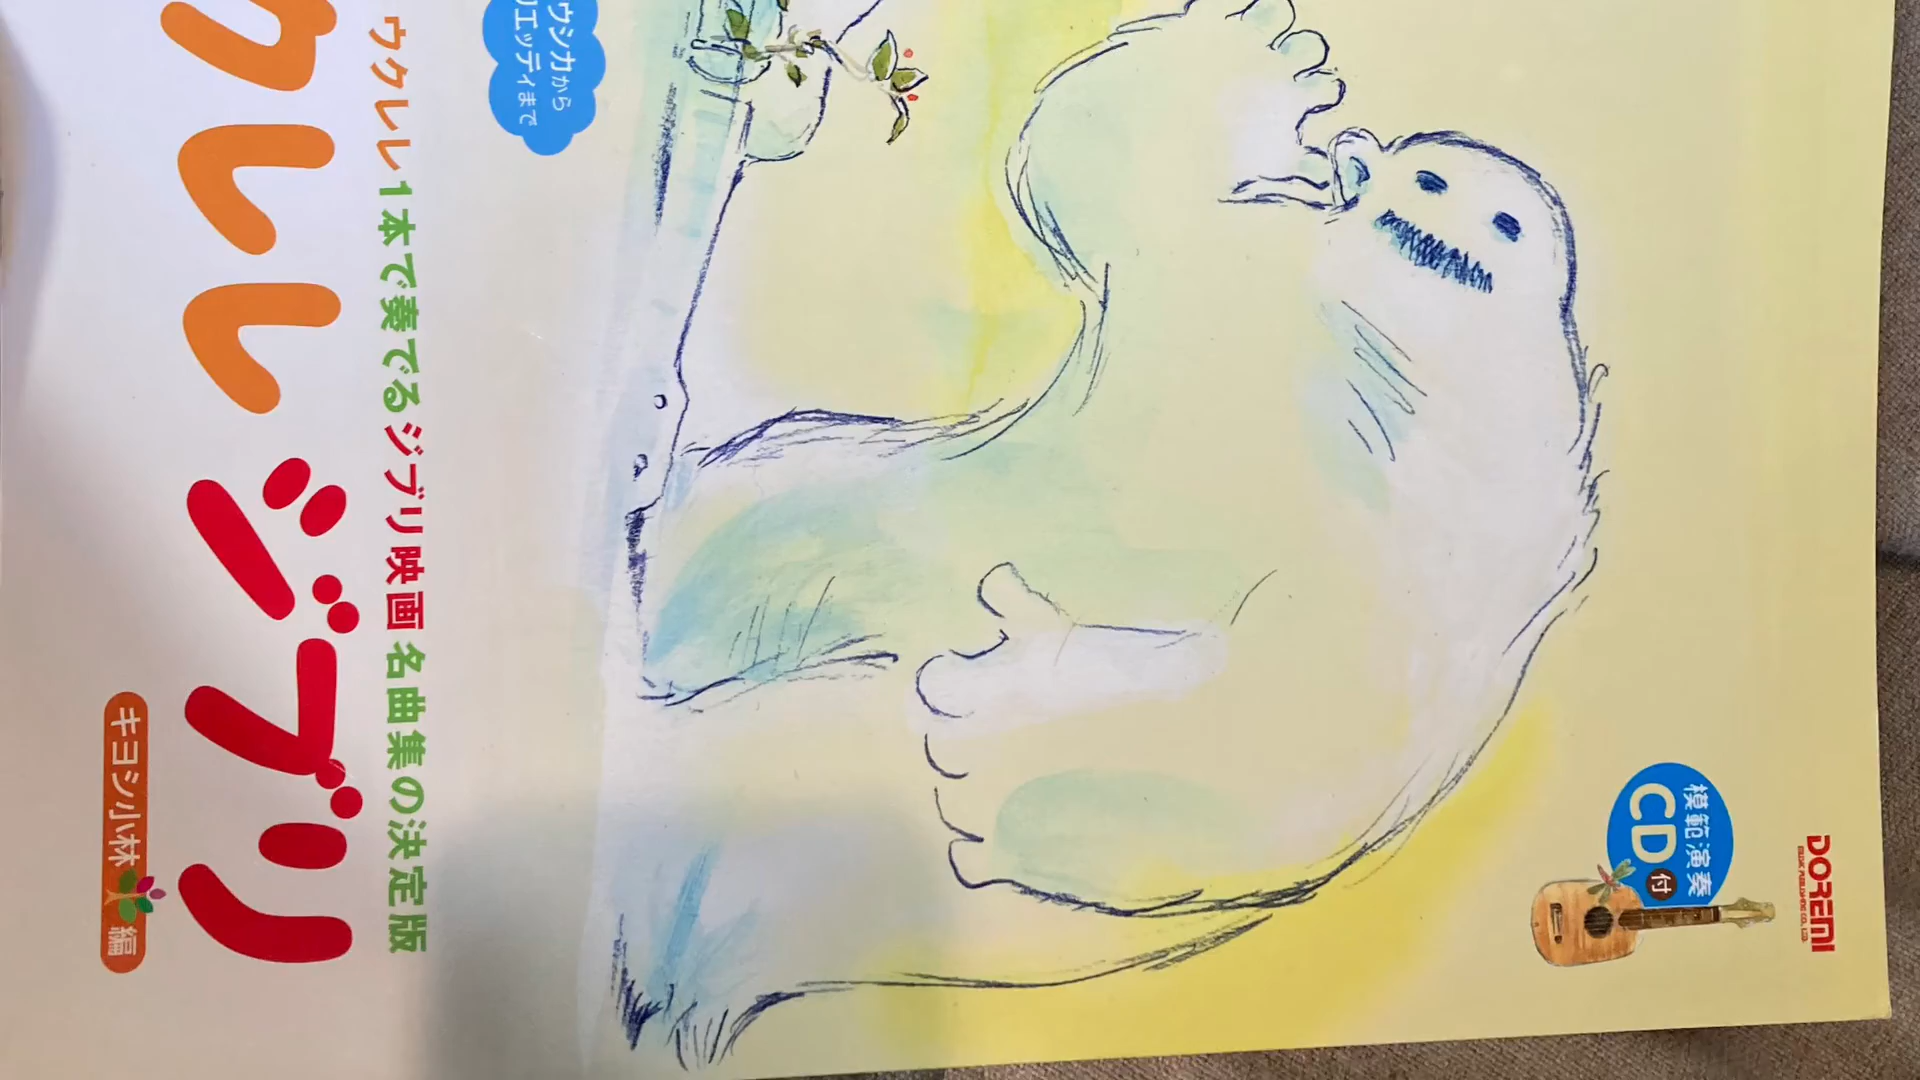 クレレ ジブリ
ウクレレ1本で奏でるジブリ映画 名曲集の決定版
キヨシ小林 編
ウシカから
リエッティまで
模範演奏
CD付
DOREMI